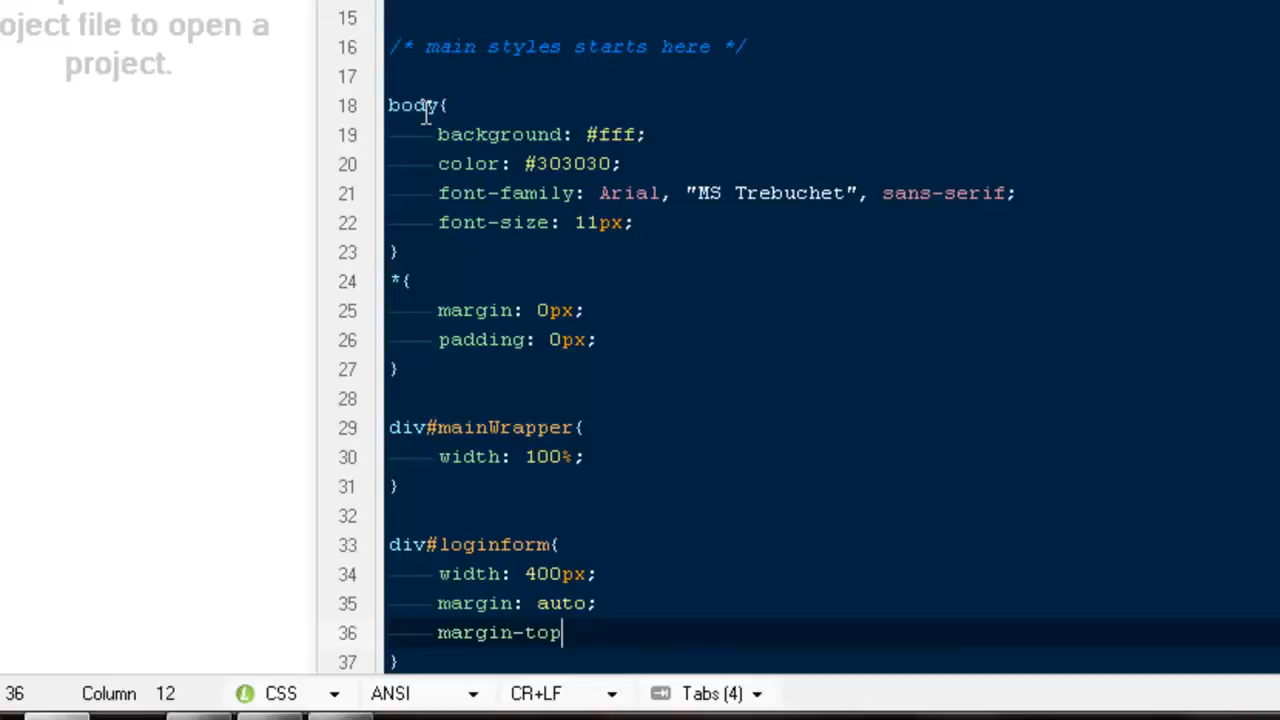 oject file to open a
project.
15
16 /* main styles starts here */
17
18 body{
19 background: #fff;
20 color: #303030;
21 font-family: Arial, "MS Trebuchet", sans-serif;
22 font-size: 11px;
23 }
24 *{
25 margin: 0px;
26 padding: 0px;
27 }
28
29 div#mainWrapper{
30 width: 100%;
31 }
32
33 div#loginform{
34 width: 400px;
35 margin: auto;
36 margin-top
37 }
36 Column 12 CSS ANSI CR+LF Tabs (4)